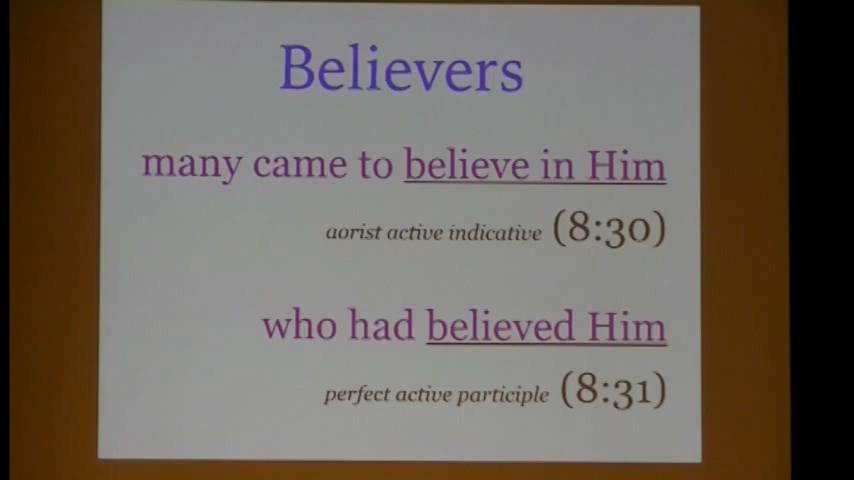 Believers
many came to believe in Him
aorist active indicative (8:30)
who had believed Him
perfect active participle (8:31)